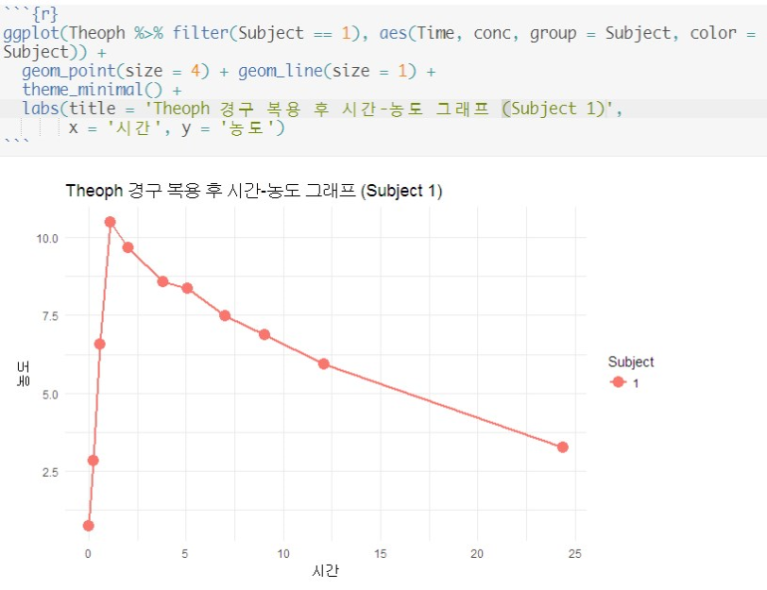 ```{r}
ggplot(Theoph %>% filter(Subject == 1), aes(Time, conc, group = Subject, color =
Subject)) +
  geom_point(size = 4) + geom_line(size = 1) +
  theme_minimal() +
  labs(title = 'Theoph 경구 복용 후 시간-농도 그래프 (Subject 1)',
       x = '시간', y = '농도')
```
Theoph 경구 복용 후 시간-농도 그래프 (Subject 1)
10.0
7.5
5.0
2.5
농도
0 5 10 15 20 25
시간
Subject
1